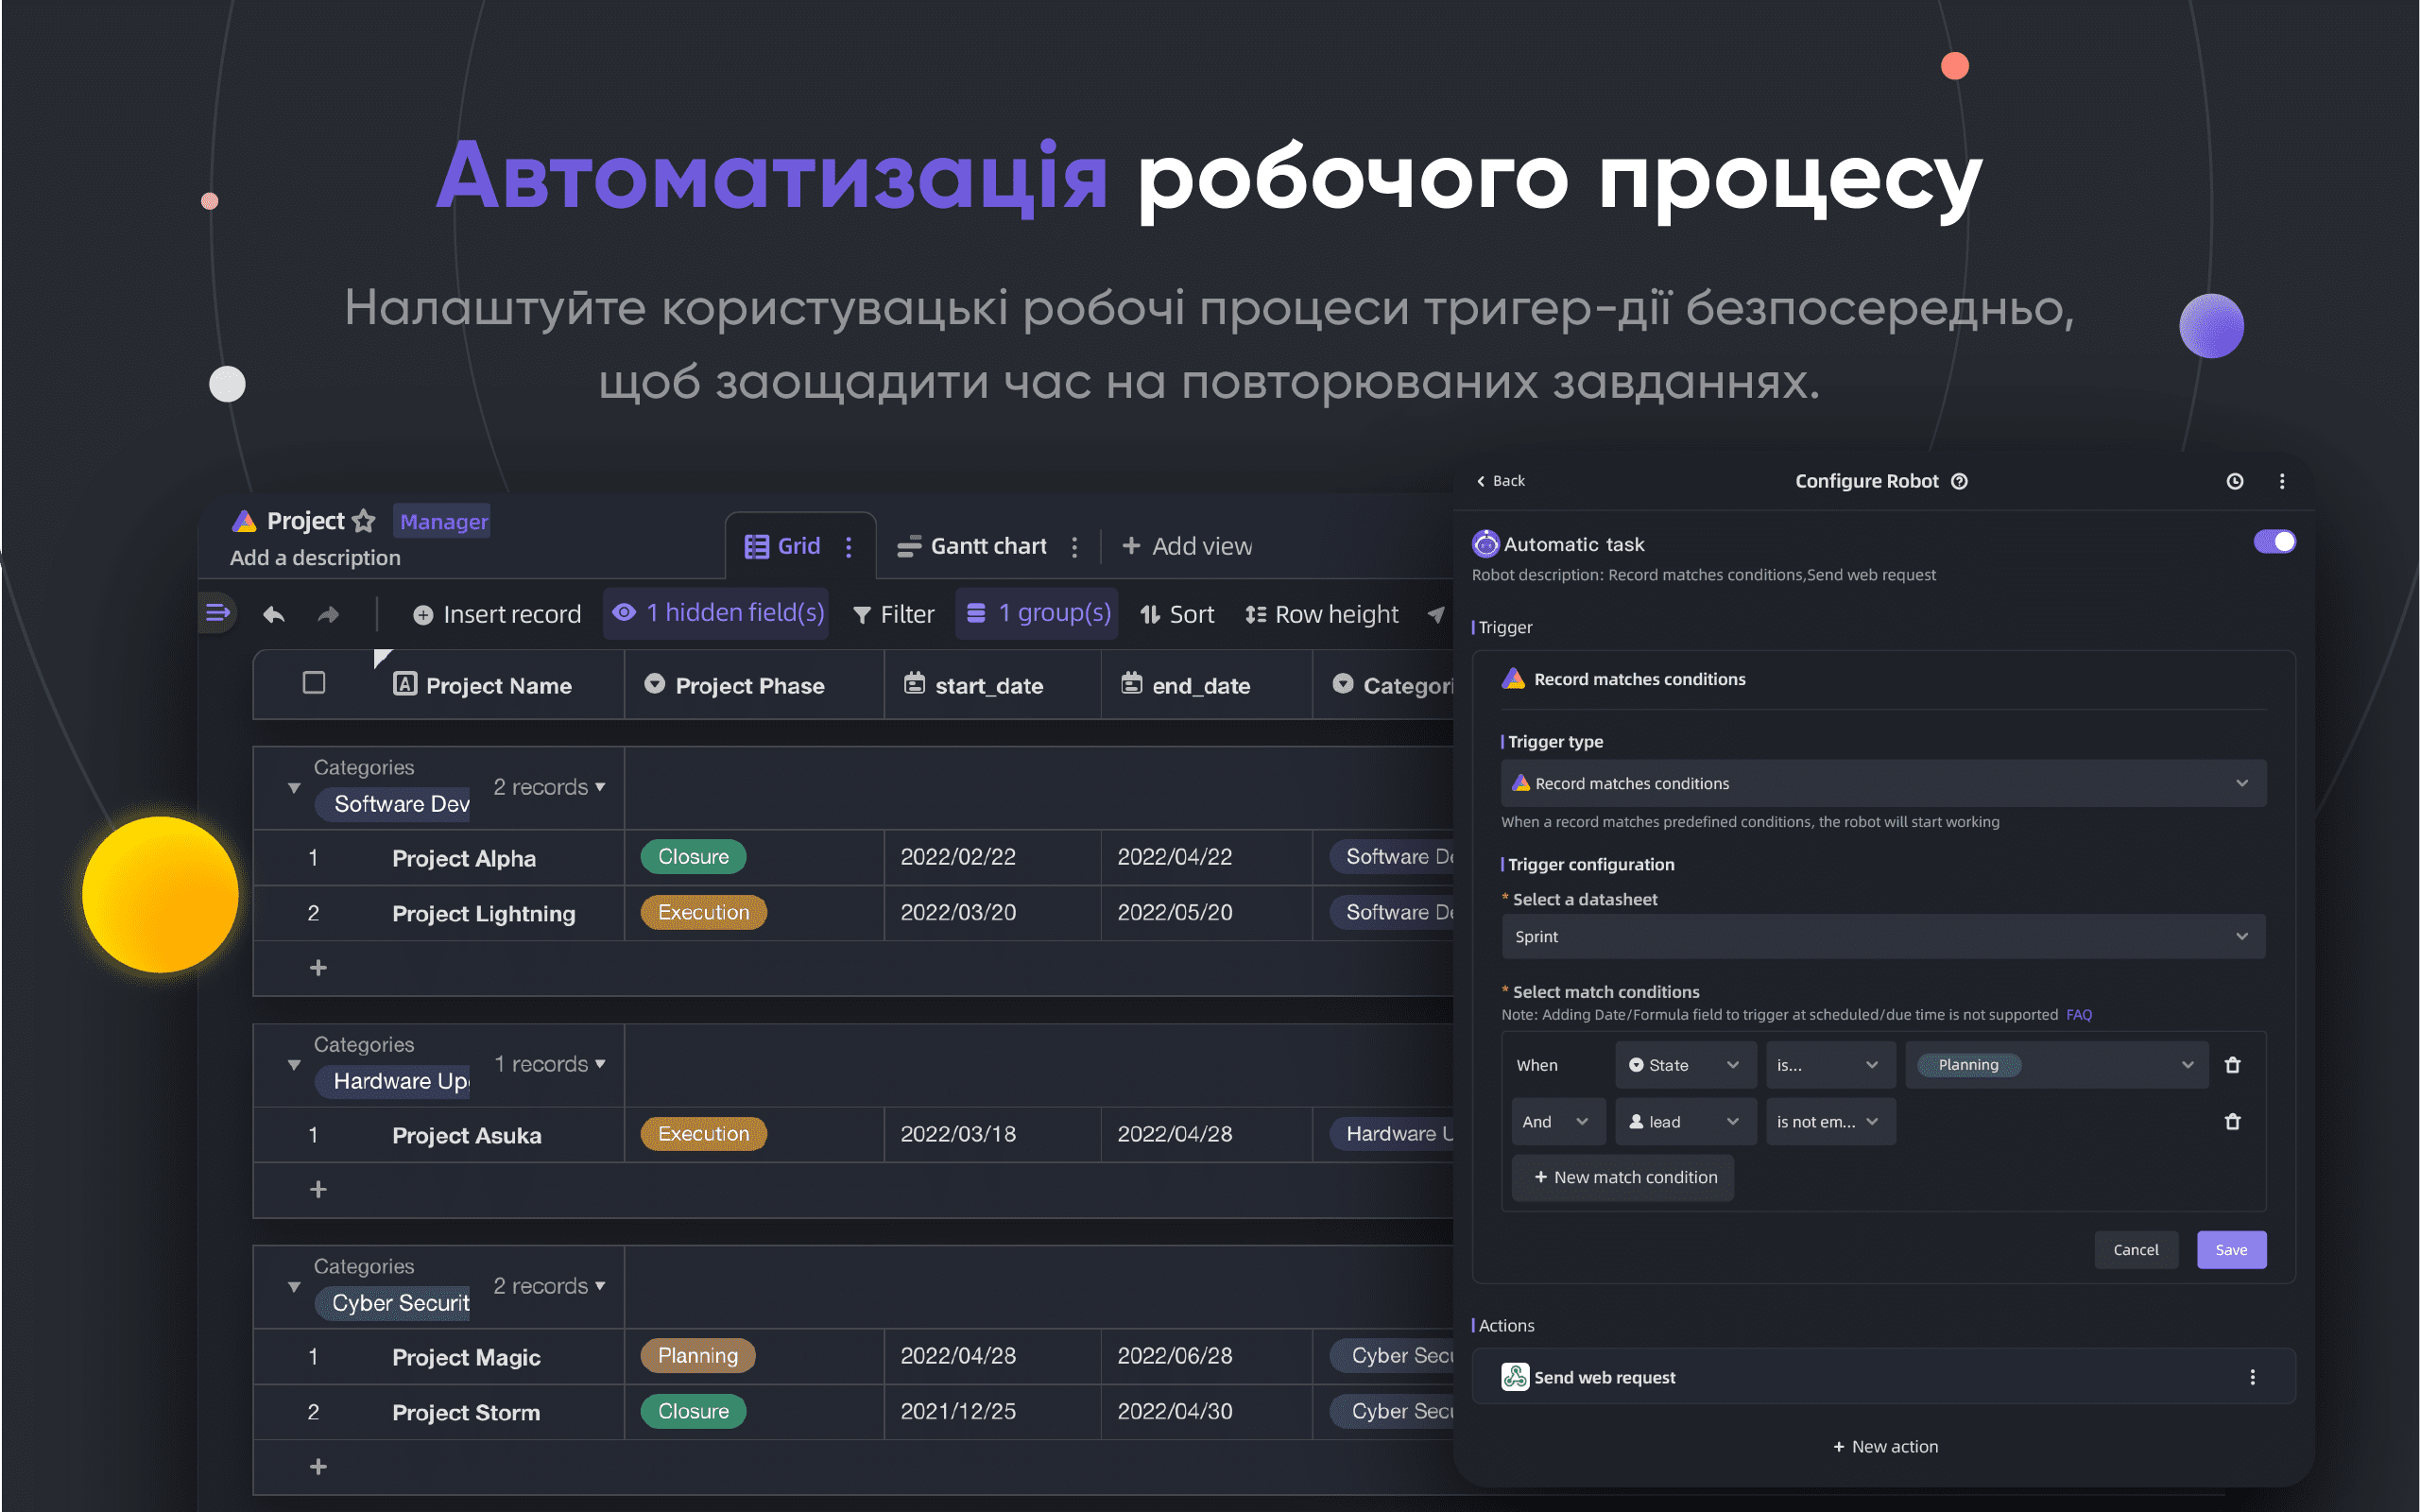 Автоматизація робочого процесу
Налаштуйте користувацькі робочі процеси тригер-дії безпосередньо,
щоб заощадити час на повторюваних завданнях.
Project Manager
Add a description
Grid
Gantt chart
+ Add view
Insert record
1 hidden field(s)
Filter
1 group(s)
Sort
Row height
Project Name Project Phase start_date end_date Categori
Categories
Software Dev 2 records
1 Project Alpha Closure 2022/02/22 2022/04/22 Software De
2 Project Lightning Execution 2022/03/20 2022/05/20 Software De
+
Categories
Hardware Up 1 records
1 Project Asuka Execution 2022/03/18 2022/04/28 Hardware U
+
Categories
Cyber Securit 2 records
1 Project Magic Planning 2022/04/28 2022/06/28 Cyber Secu
2 Project Storm Closure 2021/12/25 2022/04/30 Cyber Secu
+
Back
Configure Robot
Automatic task
Robot description: Record matches conditions,Send web request
Trigger
Record matches conditions
Trigger type
Record matches conditions
When a record matches predefined conditions, the robot will start working
Trigger configuration
* Select a datasheet
Sprint
* Select match conditions
Note: Adding Date/Formula field to trigger at scheduled/due time is not supported FAQ
When State is... Planning
And lead is not em...
+ New match condition
Cancel Save
Actions
Send web request
+ New action